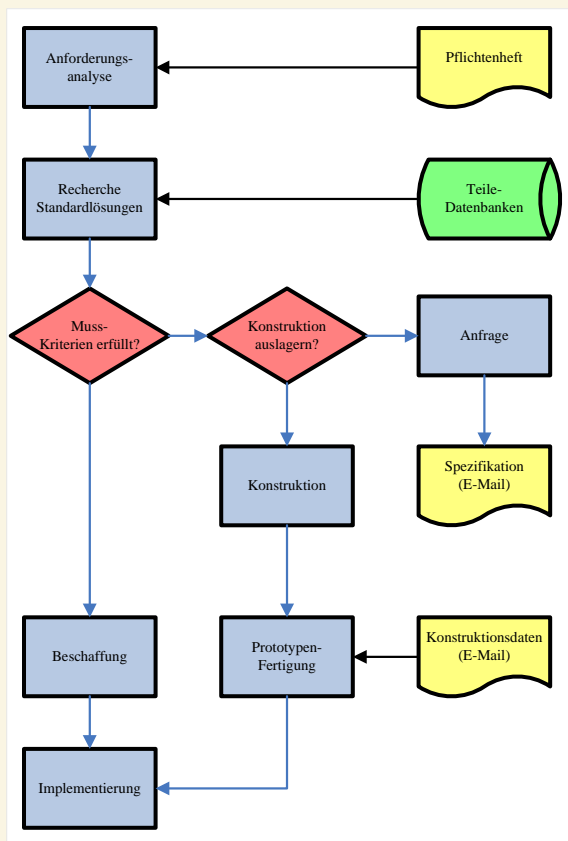 Anforderungs-
analyse
Pflichtenheft
Recherche
Standardlösungen
Teile-
Datenbanken
Muss-
Kriterien erfüllt?
Konstruktion
auslagern?
Anfrage
Konstruktion
Spezifikation
(E-Mail)
Beschaffung
Prototypen-
Fertigung
Konstruktionsdaten
(E-Mail)
Implementierung